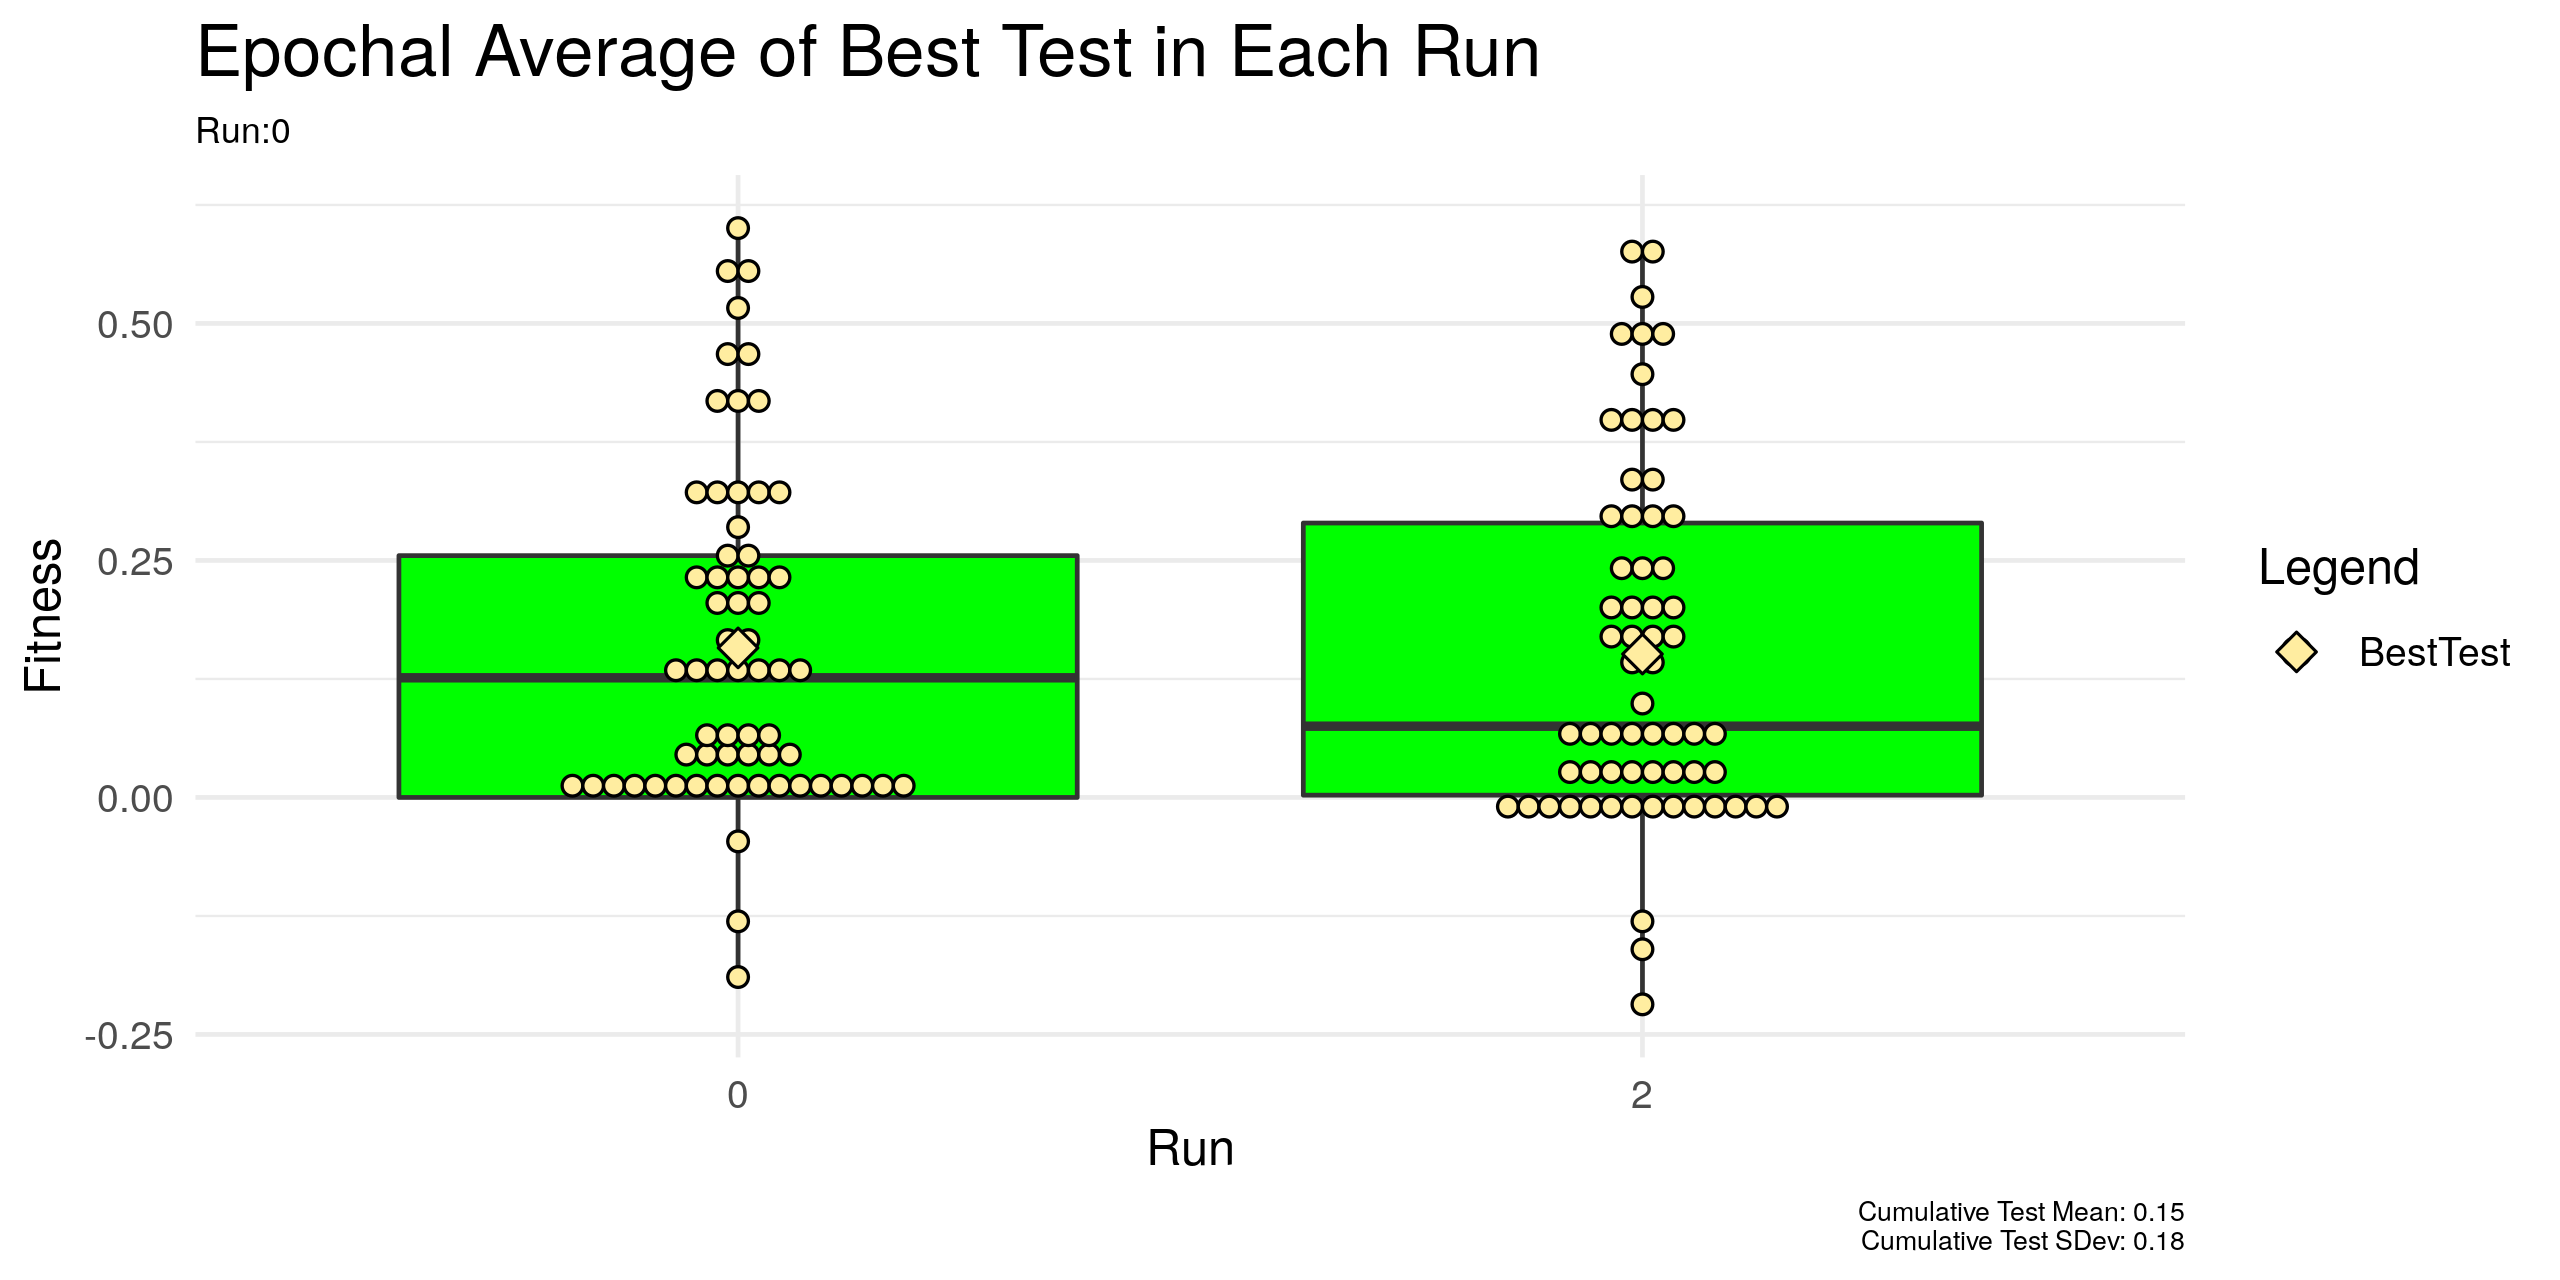 Epochal Average of Best Test in Each Run
Run:0
Fitness
0.50
0.25
0.00
-0.25
0
2
Run
Legend
BestTest
Cumulative Test Mean: 0.15
Cumulative Test SDev: 0.18